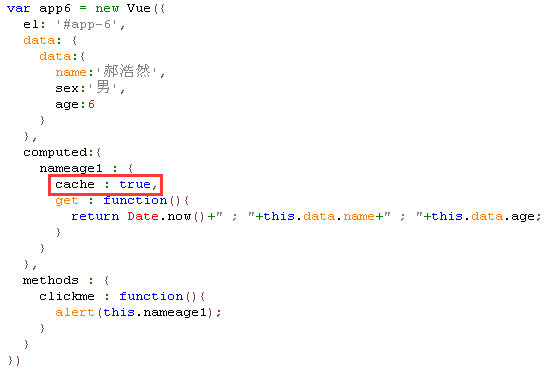 var app6 = new Vue({
  el: '#app-6',
  data: {
    data:{
      name:'郝浩然',
      sex:'男',
      age:6
    }
  },
  computed:{
    nameage1 : {
      cache : true,
      get : function(){
        return Date.now()+" ; "+this.data.name+" ; "+this.data.age;
      }
    }
  },
  methods : {
    clickme : function(){
      alert(this.nameage1);
    }
  }
})